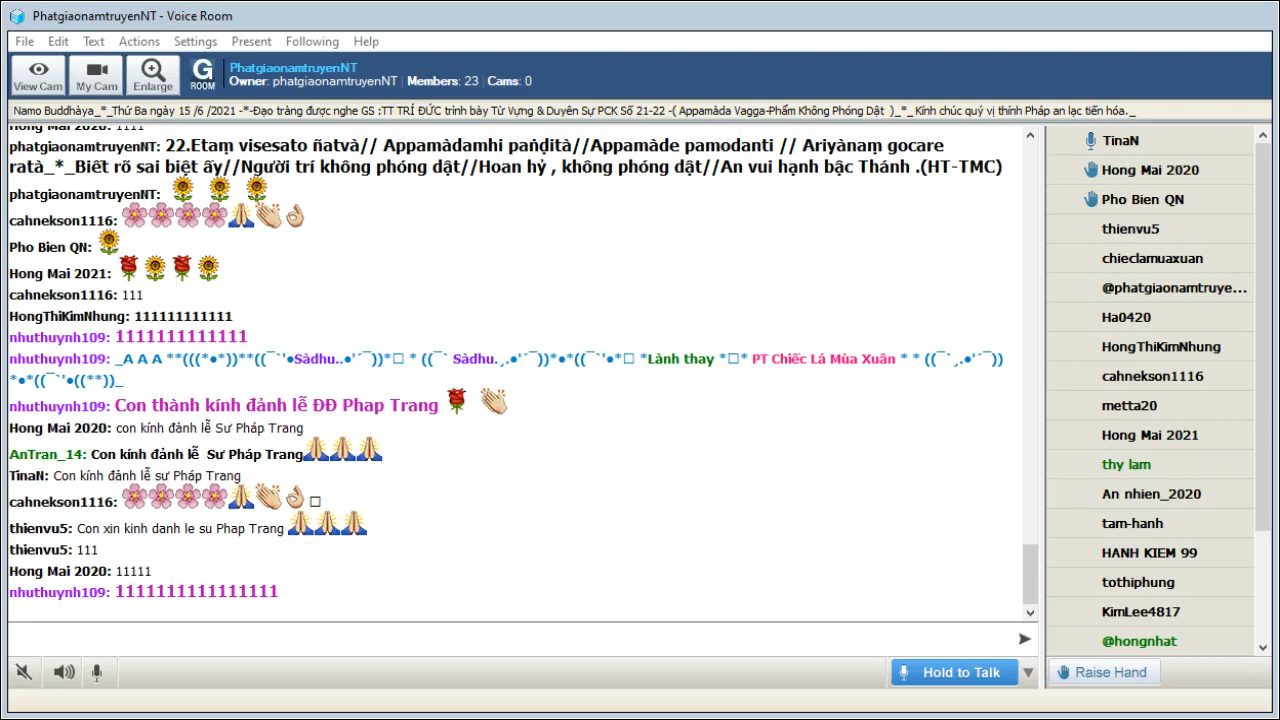 PhatgiaonamtruyenNT - Voice Room
File Edit Text Actions Settings Present Following Help
View Cam My Cam Enlarge G ROOM
PhatgiaonamtruyenNT
Owner: phatgiaonamtruyenNT | Members: 23 | Cams: 0
Namo Buddhàya_*_Thứ Ba ngày 15 /6 /2021 -*-Đạo tràng được nghe GS :TT TRÍ ĐỨC trình bày Từ Vựng & Duyên Sự PCK Số 21-22 -( Appamàda Vagga-Phẩm Không Phóng Dật )_*_ Kính chúc quý vị thính Pháp an lạc tiến hóa._
Hong Mai 2020: 1111
phatgiaonamtruyenNT: 22.Etaṃ visesato ñatvà// Appamàdamhi paṇḍità//Appamàde pamodanti // Ariyànaṃ gocare
ratà_*_Biết rõ sai biệt ấy//Người trí không phóng dật//Hoan hỷ , không phóng dật//An vui hạnh bậc Thánh .(HT-TMC)
phatgiaonamtruyenNT:
cahnekson1116:
Pho Bien QN:
Hong Mai 2021:
cahnekson1116: 111
HongThiKimNhung: 111111111111
nhuthuynh109: 11111111111111
nhuthuynh109: _A A A **(((*•*))**((¯`'•Sàdhu..•'´¯))*□ * ((¯` Sàdhu.¸.•'´¯))*•*((¯`'•*□ *Lành thay *□* PT Chiếc Lá Mùa Xuân * * ((¯`¸.•'´¯))
*•*((¯`'•((**))_
nhuthuynh109: Con thành kính đảnh lễ ĐĐ Phap Trang
Hong Mai 2020: con kính đảnh lễ Sư Pháp Trang
AnTran_14: Con kính đảnh lễ Sư Pháp Trang
TinaN: Con kính đảnh lễ sư Pháp Trang
cahnekson1116: □
thienvu5: Con xin kinh danh le su Phap Trang
thienvu5: 111
Hong Mai 2020: 11111
nhuthuynh109: 11111111111111111
TinaN
Hong Mai 2020
Pho Bien QN
thienvu5
chieclamuaxuan
@phatgiaonamtruye...
Ha0420
HongThiKimNhung
cahnekson1116
metta20
Hong Mai 2021
thy lam
An nhien_2020
tam-hanh
HANH KIEM 99
tothiphung
KimLee4817
@hongnhat
Hold to Talk
Raise Hand